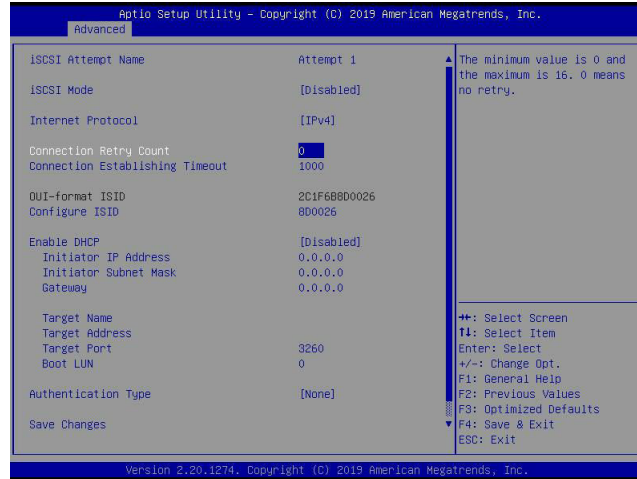 Aptio Setup Utility – Copyright (C) 2019 American Megatrends, Inc.
Advanced
iSCSI Attempt Name Attempt 1
iSCSI Mode [Disabled]
Internet Protocol [IPv4]
Connection Retry Count 0
Connection Establishing Timeout 1000
OUI-format ISID 2C1F6B8D0026
Configure ISID 8D0026
Enable DHCP [Disabled]
Initiator IP Address 0.0.0.0
Initiator Subnet Mask 0.0.0.0
Gateway 0.0.0.0
Target Name
Target Address
Target Port 3260
Boot LUN 0
Authentication Type [None]
Save Changes
The minimum value is 0 and
the maximum is 16. 0 means
no retry.
→←: Select Screen
↑↓: Select Item
Enter: Select
+/-: Change Opt.
F1: General Help
F2: Previous Values
F3: Optimized Defaults
F4: Save & Exit
ESC: Exit
Version 2.20.1274. Copyright (C) 2019 American Megatrends, Inc.